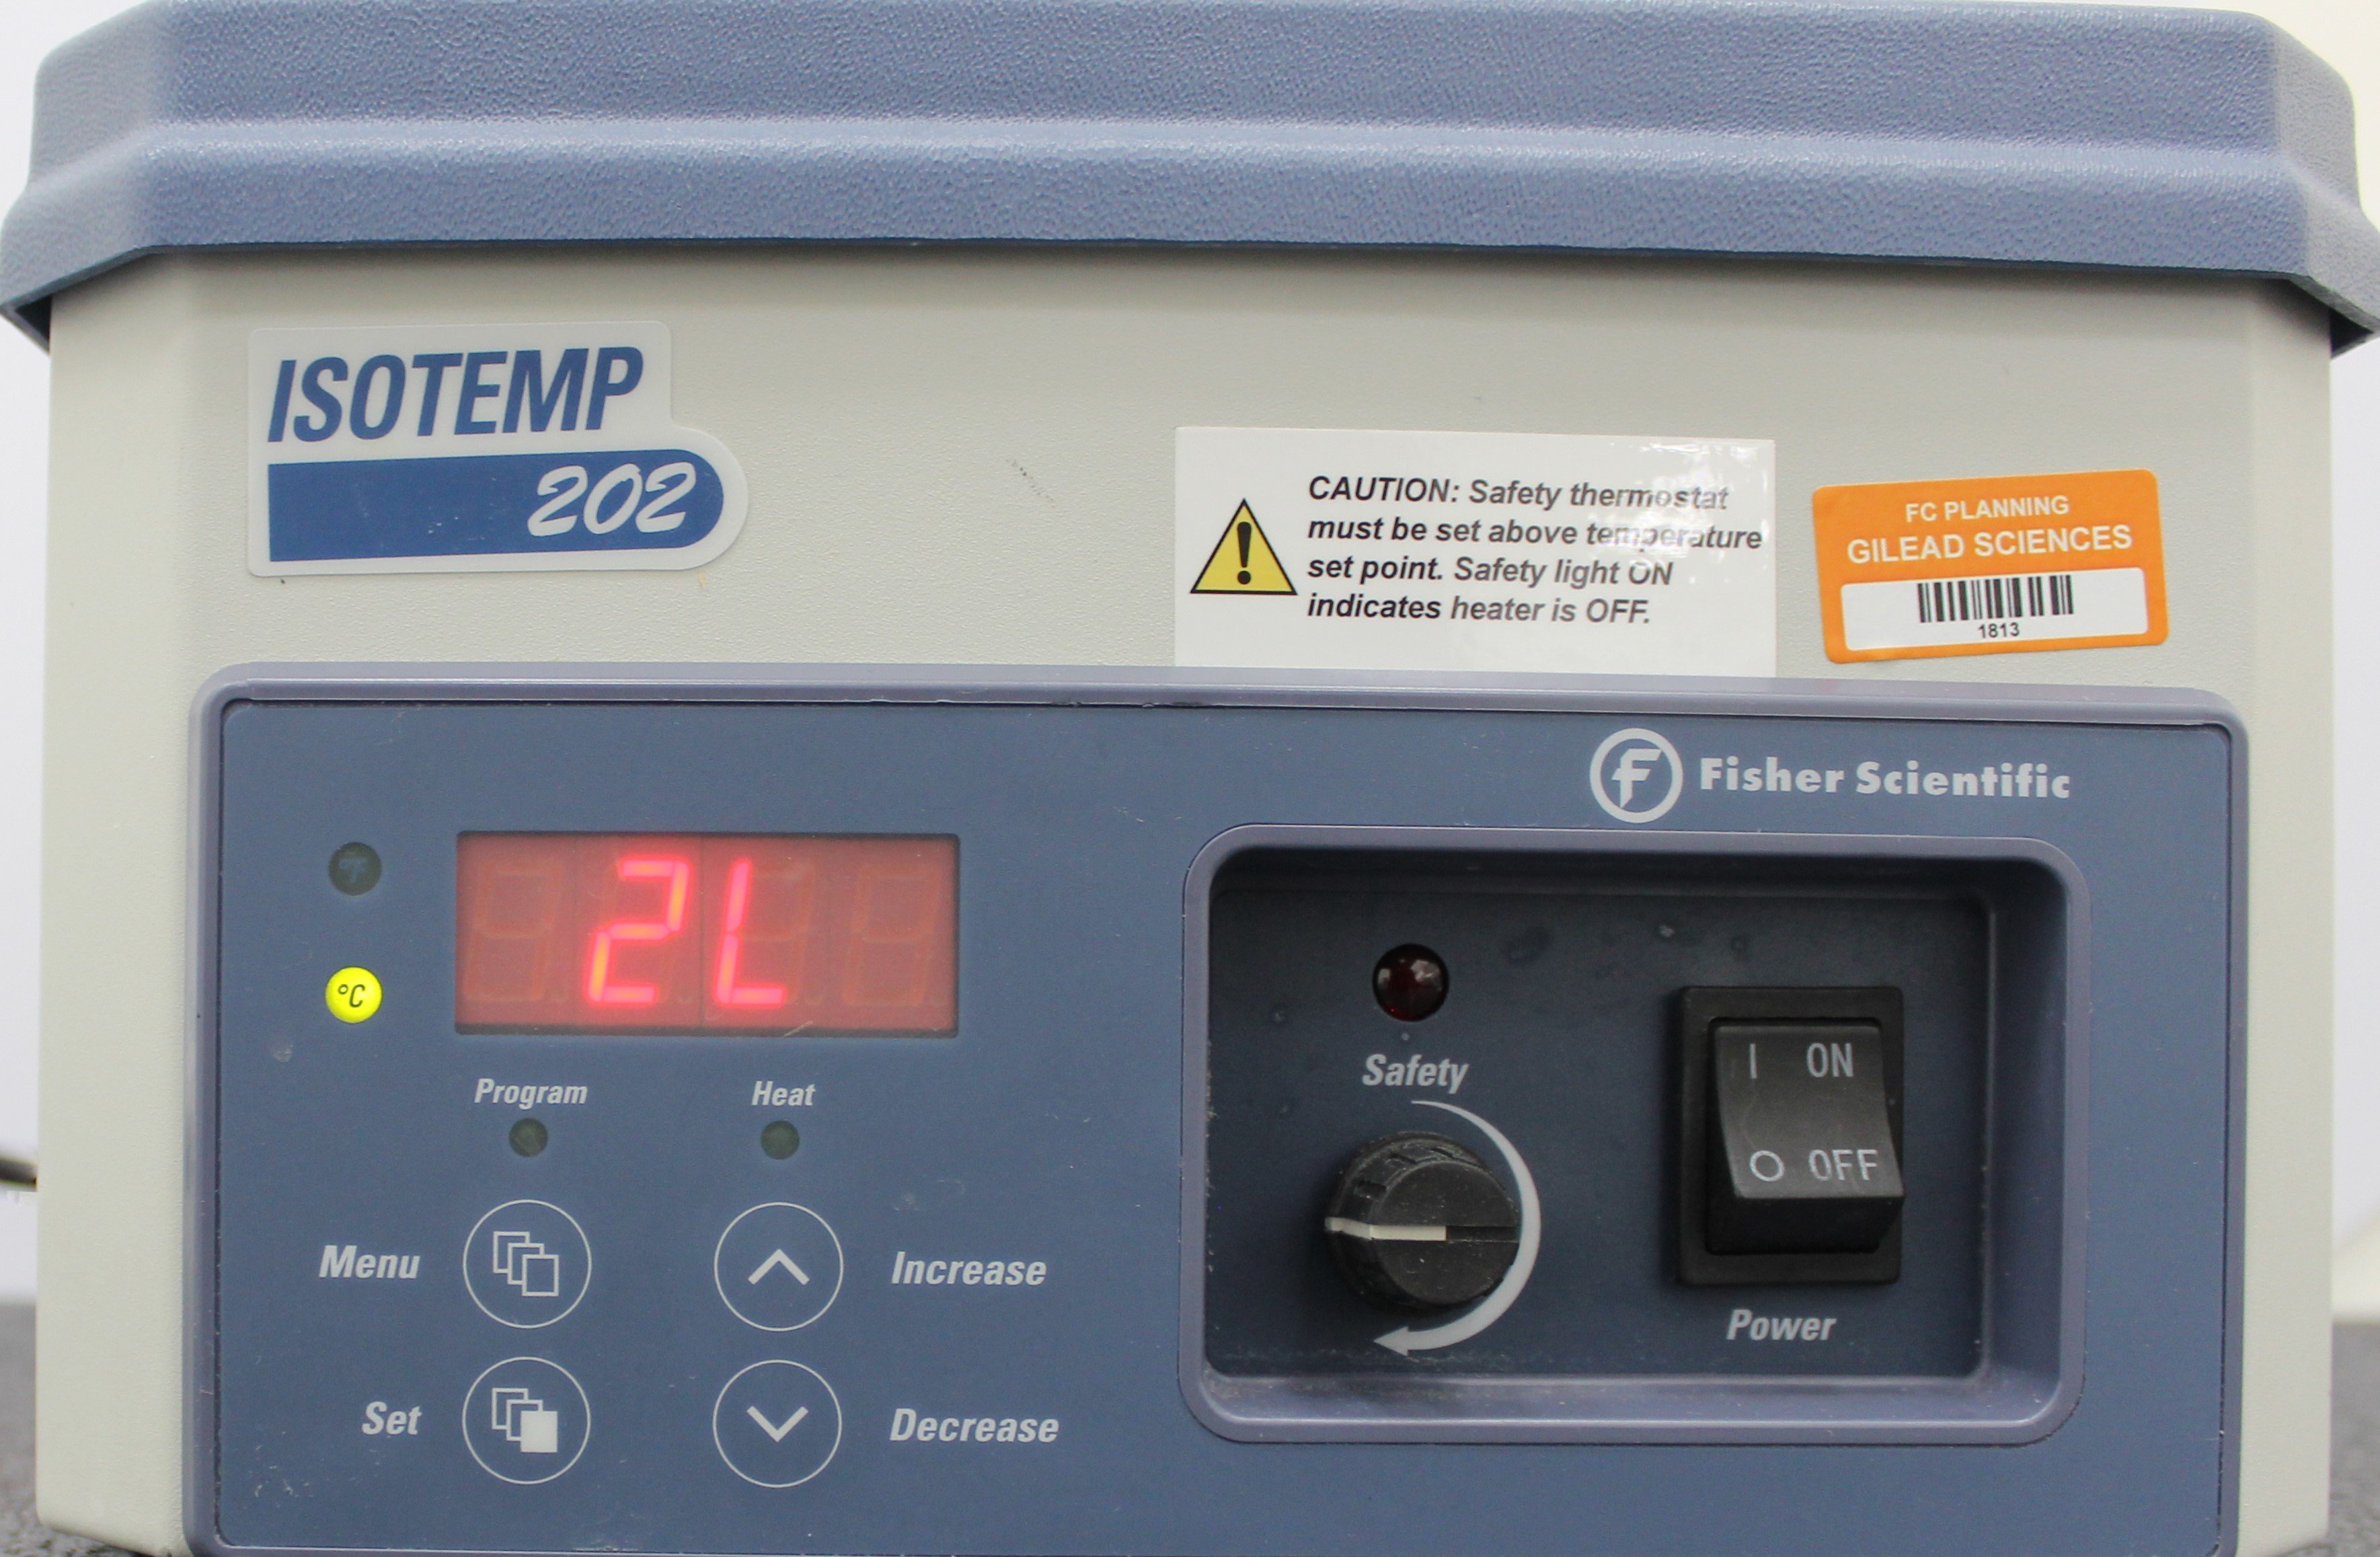 ISOTEMP
202
CAUTION: Safety thermostat
must be set above temperature
set point. Safety light ON
indicates heater is OFF.
FC PLANNING
GILEAD SCIENCES
1813
Fisher Scientific
°C
2L
Program
Heat
Safety
I ON
O OFF
Power
Menu
Increase
Set
Decrease